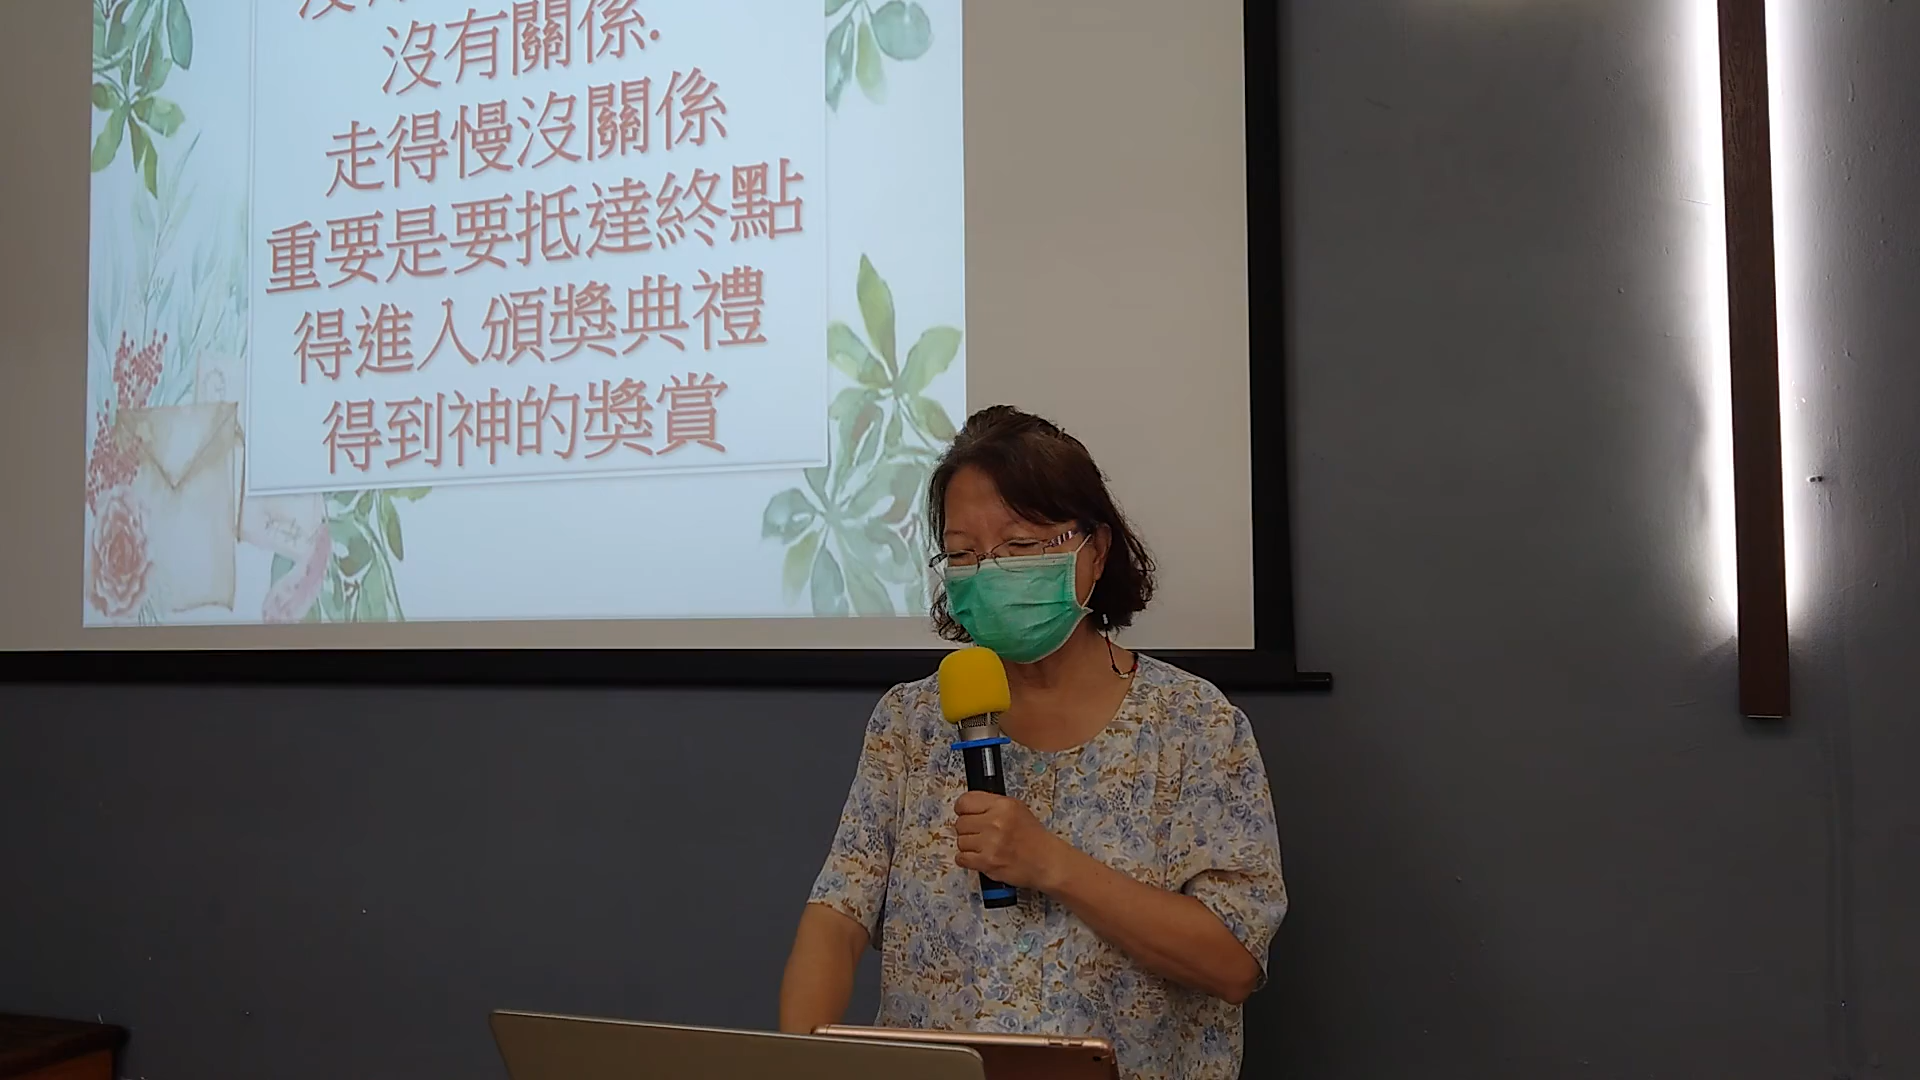 沒有關係.
走得慢沒關係
重要是要抵達終點
得進入頒獎典禮
得到神的獎賞